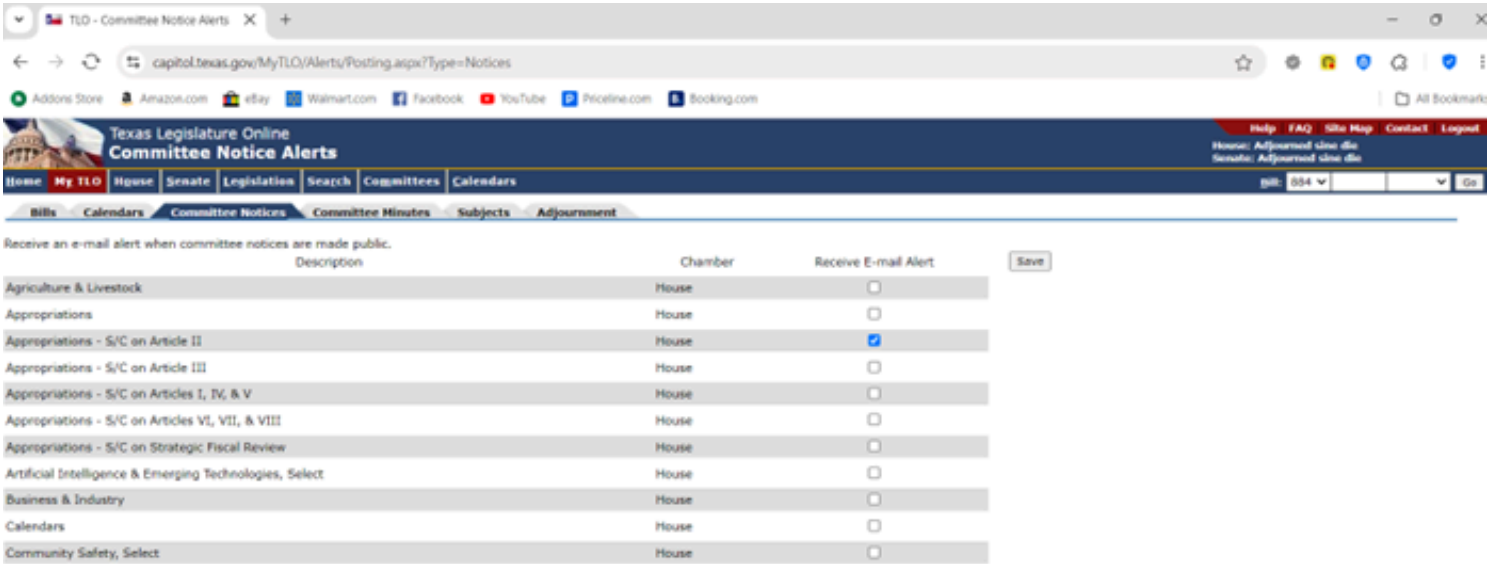 TLO - Committee Notice Alerts
capitol.texas.gov/MyTLO/Alerts/Posting.aspx?Type=Notices
Addons Store Amazon.com eBay Walmart.com Facebook YouTube Priceline.com Booking.com All Bookmarks
Texas Legislature Online Help FAQ Site Map Contact Logout
Committee Notice Alerts House: Adjourned sine die
Senate: Adjourned sine die
Home My TLO House Senate Legislation Search Committees Calendars Bill: 884 Go
Bills Calendars Committee Notices Committee Minutes Subjects Adjournment
Receive an e-mail alert when committee notices are made public.
Description Chamber Receive E-mail Alert Save
Agriculture & Livestock House
Appropriations House
Appropriations - S/C on Article II House
Appropriations - S/C on Article III House
Appropriations - S/C on Articles I, IV, & V House
Appropriations - S/C on Articles VI, VII, & VIII House
Appropriations - S/C on Strategic Fiscal Review House
Artificial Intelligence & Emerging Technologies, Select House
Business & Industry House
Calendars House
Community Safety, Select House